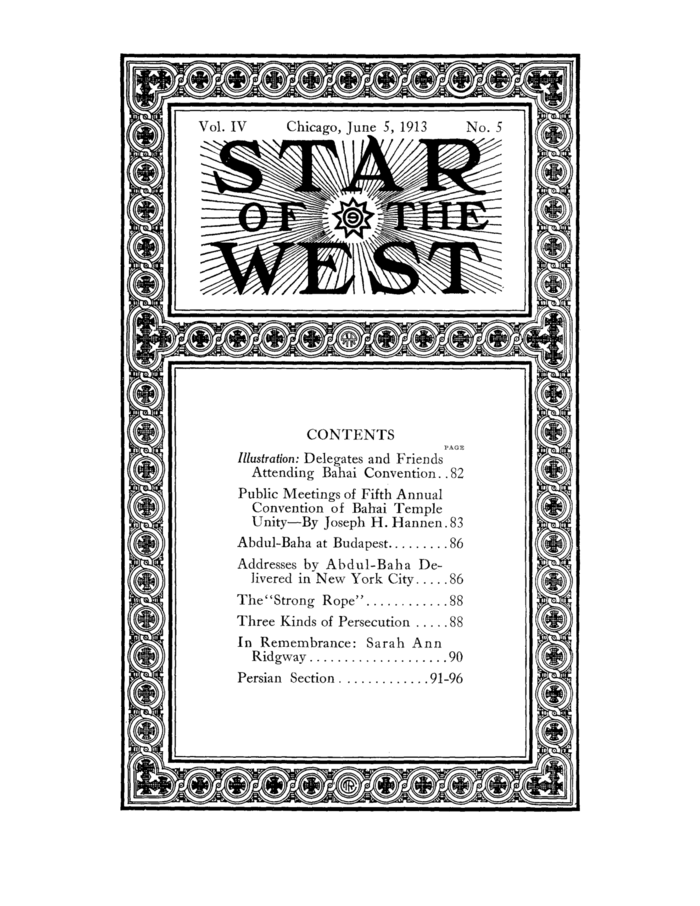 Vol. IV Chicago, June 5, 1913 No. 5
STAR
OF THE
WEST
CONTENTS
PAGE
Illustration: Delegates and Friends
Attending Bahai Convention..82
Public Meetings of Fifth Annual
Convention of Bahai Temple
Unity—By Joseph H. Hannen.83
Abdul-Baha at Budapest.........86
Addresses by Abdul-Baha De-
livered in New York City.....86
The "Strong Rope"............88
Three Kinds of Persecution .....88
In Remembrance: Sarah Ann
Ridgway....................90
Persian Section .............91-96